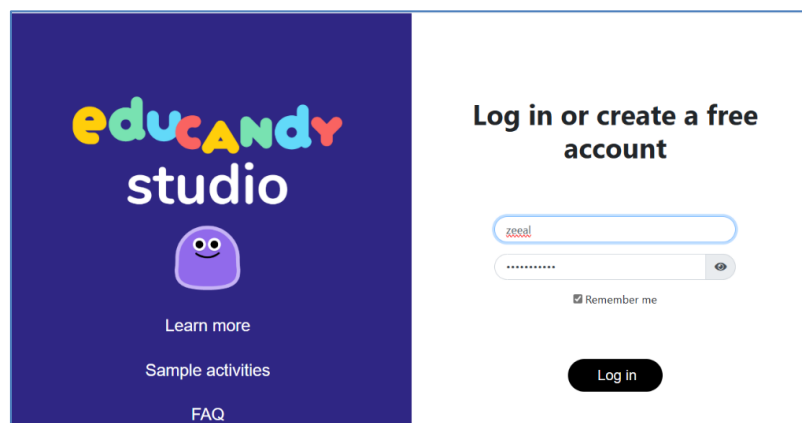 eduCANdY
studio
Learn more
Sample activities
FAQ
Log in or create a free
account
zeeal
•••••••••••
Remember me
Log in